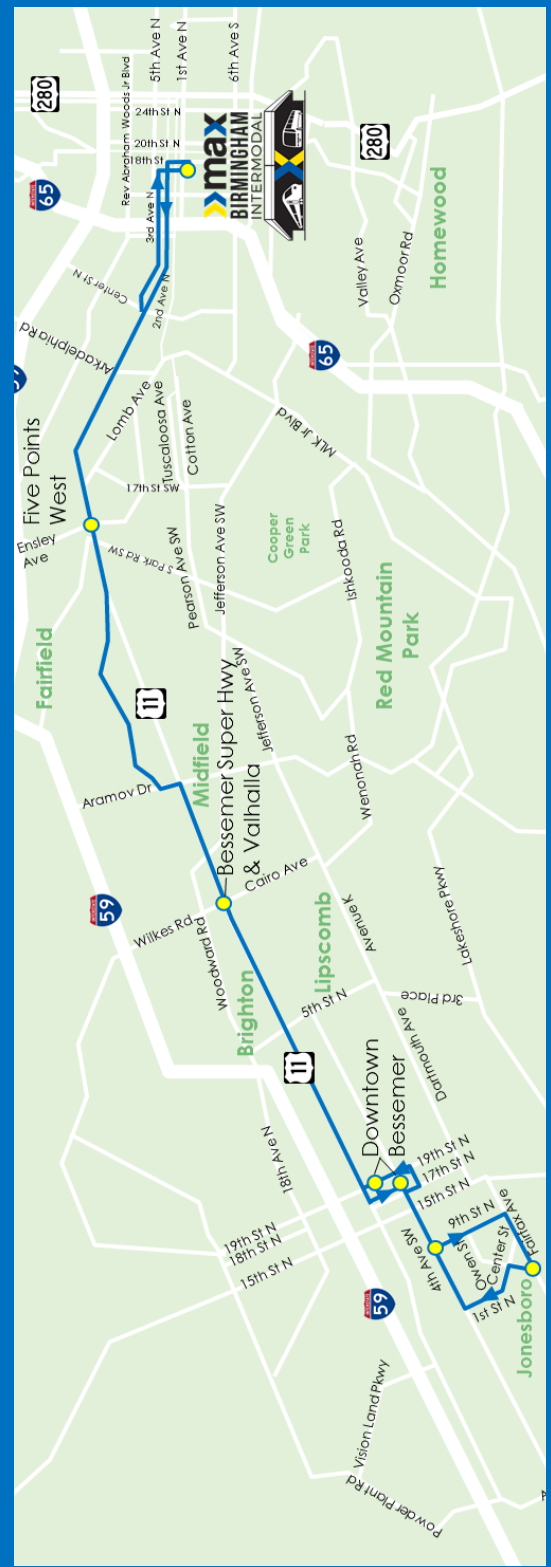 280
5th Ave N
1st Ave N
6th Ave S
Rev Abraham Woods Jr Blvd
24th St N
20th St N
18th St
65
max
BIRMINGHAM
INTERMODAL
280
3rd Ave N
2nd Ave N
Center St N
Arkadelphia Rd
Valley Ave
Oxmoor Rd
Homewood
65
Lomb Ave
Tuscaloosa Ave
Cotton Ave
MLK Jr Blvd
Five Points
West
17th St SW
Ensley
Ave
S Park Rd SW
Pearson Ave SW
Jefferson Ave SW
Cooper
Green
Park
Ishkooda Rd
Fairfield
11
Red Mountain
Park
Jefferson Ave SW
Aramov Dr
Midfield
Bessemer Super Hwy
& Valhalla
Wenonah Rd
59
Wilkes Rd
Cairo Ave
Woodward Rd
Brighton
Lipscomb
Avenue K
Lakeshore Pkwy
5th St N
3rd Place
11
Dartmouth Ave
Downtown
Bessemer
18th Ave N
19th St N
17th St N
15th St N
19th St N
18th St N
15th St N
4th Ave SW
9th St N
Fairfax Ave
Owen St
Center St
1st St N
Jonesboro
59
Vision Land Pkwy
Powder Plant Rd